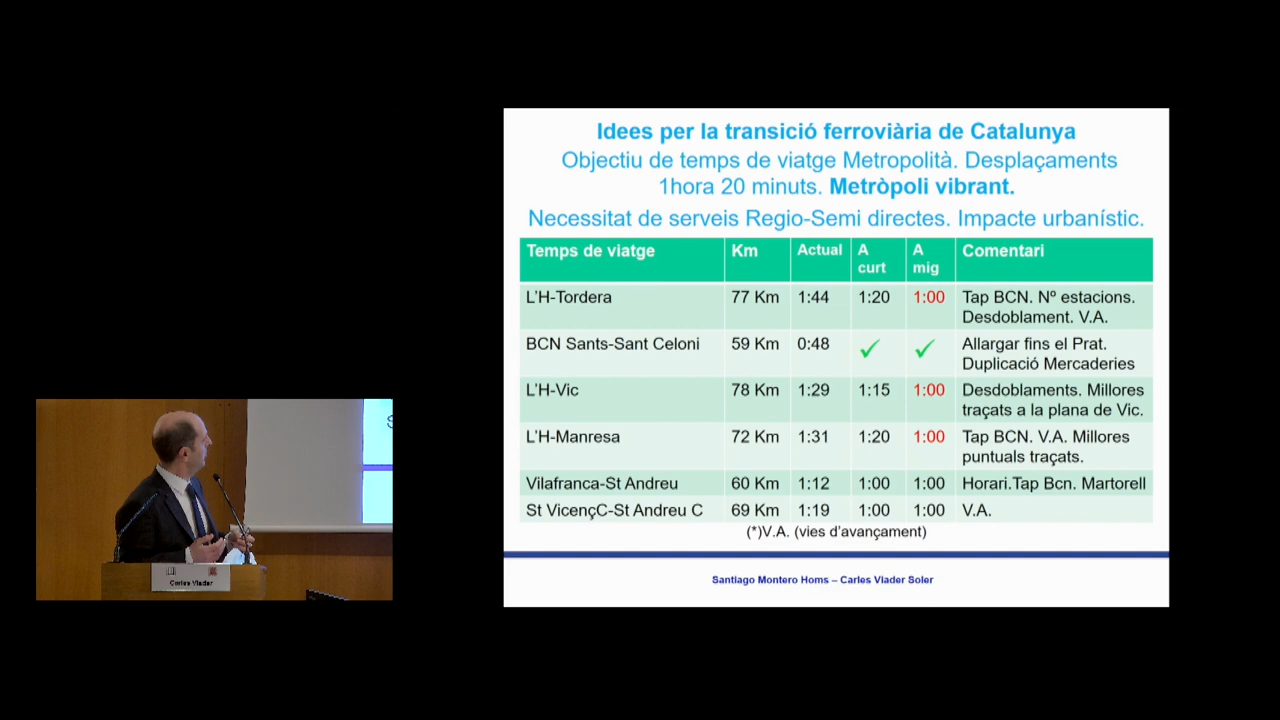 Idees per la transició ferroviària de Catalunya
Objectiu de temps de viatge Metropolità. Desplaçaments
1hora 20 minuts. Metròpoli vibrant.
Necessitat de serveis Regio-Semi directes. Impacte urbanístic.
Temps de viatge Km Actual A curt A mig Comentari
L'H-Tordera 77 Km 1:44 1:20 1:00 Tap BCN. Nº estacions.
Desdoblament. V.A.
BCN Sants-Sant Celoni 59 Km 0:48 ✓ ✓ Allargar fins el Prat.
Duplicació Mercaderies
L'H-Vic 78 Km 1:29 1:15 1:00 Desdoblaments. Millores
traçats a la plana de Vic.
L'H-Manresa 72 Km 1:31 1:20 1:00 Tap BCN. V.A. Millores
puntuals traçats.
Vilafranca-St Andreu 60 Km 1:12 1:00 1:00 Horari.Tap Bcn. Martorell
St VicençC-St Andreu C 69 Km 1:19 1:00 1:00 V.A.
(*)V.A. (vies d'avançament)
Santiago Montero Homs – Carles Vlader Soler
Carles Vlader